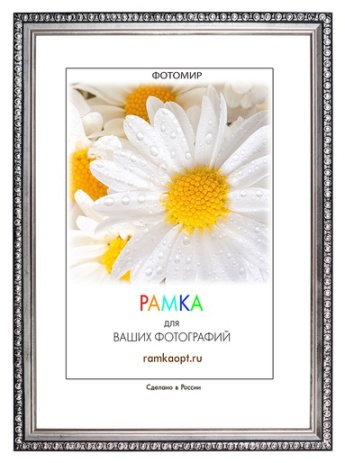 ФОТОМИР
РАМКА
для
ВАШИХ ФОТОГРАФИЙ
ramkaopt.ru
Сделано в России